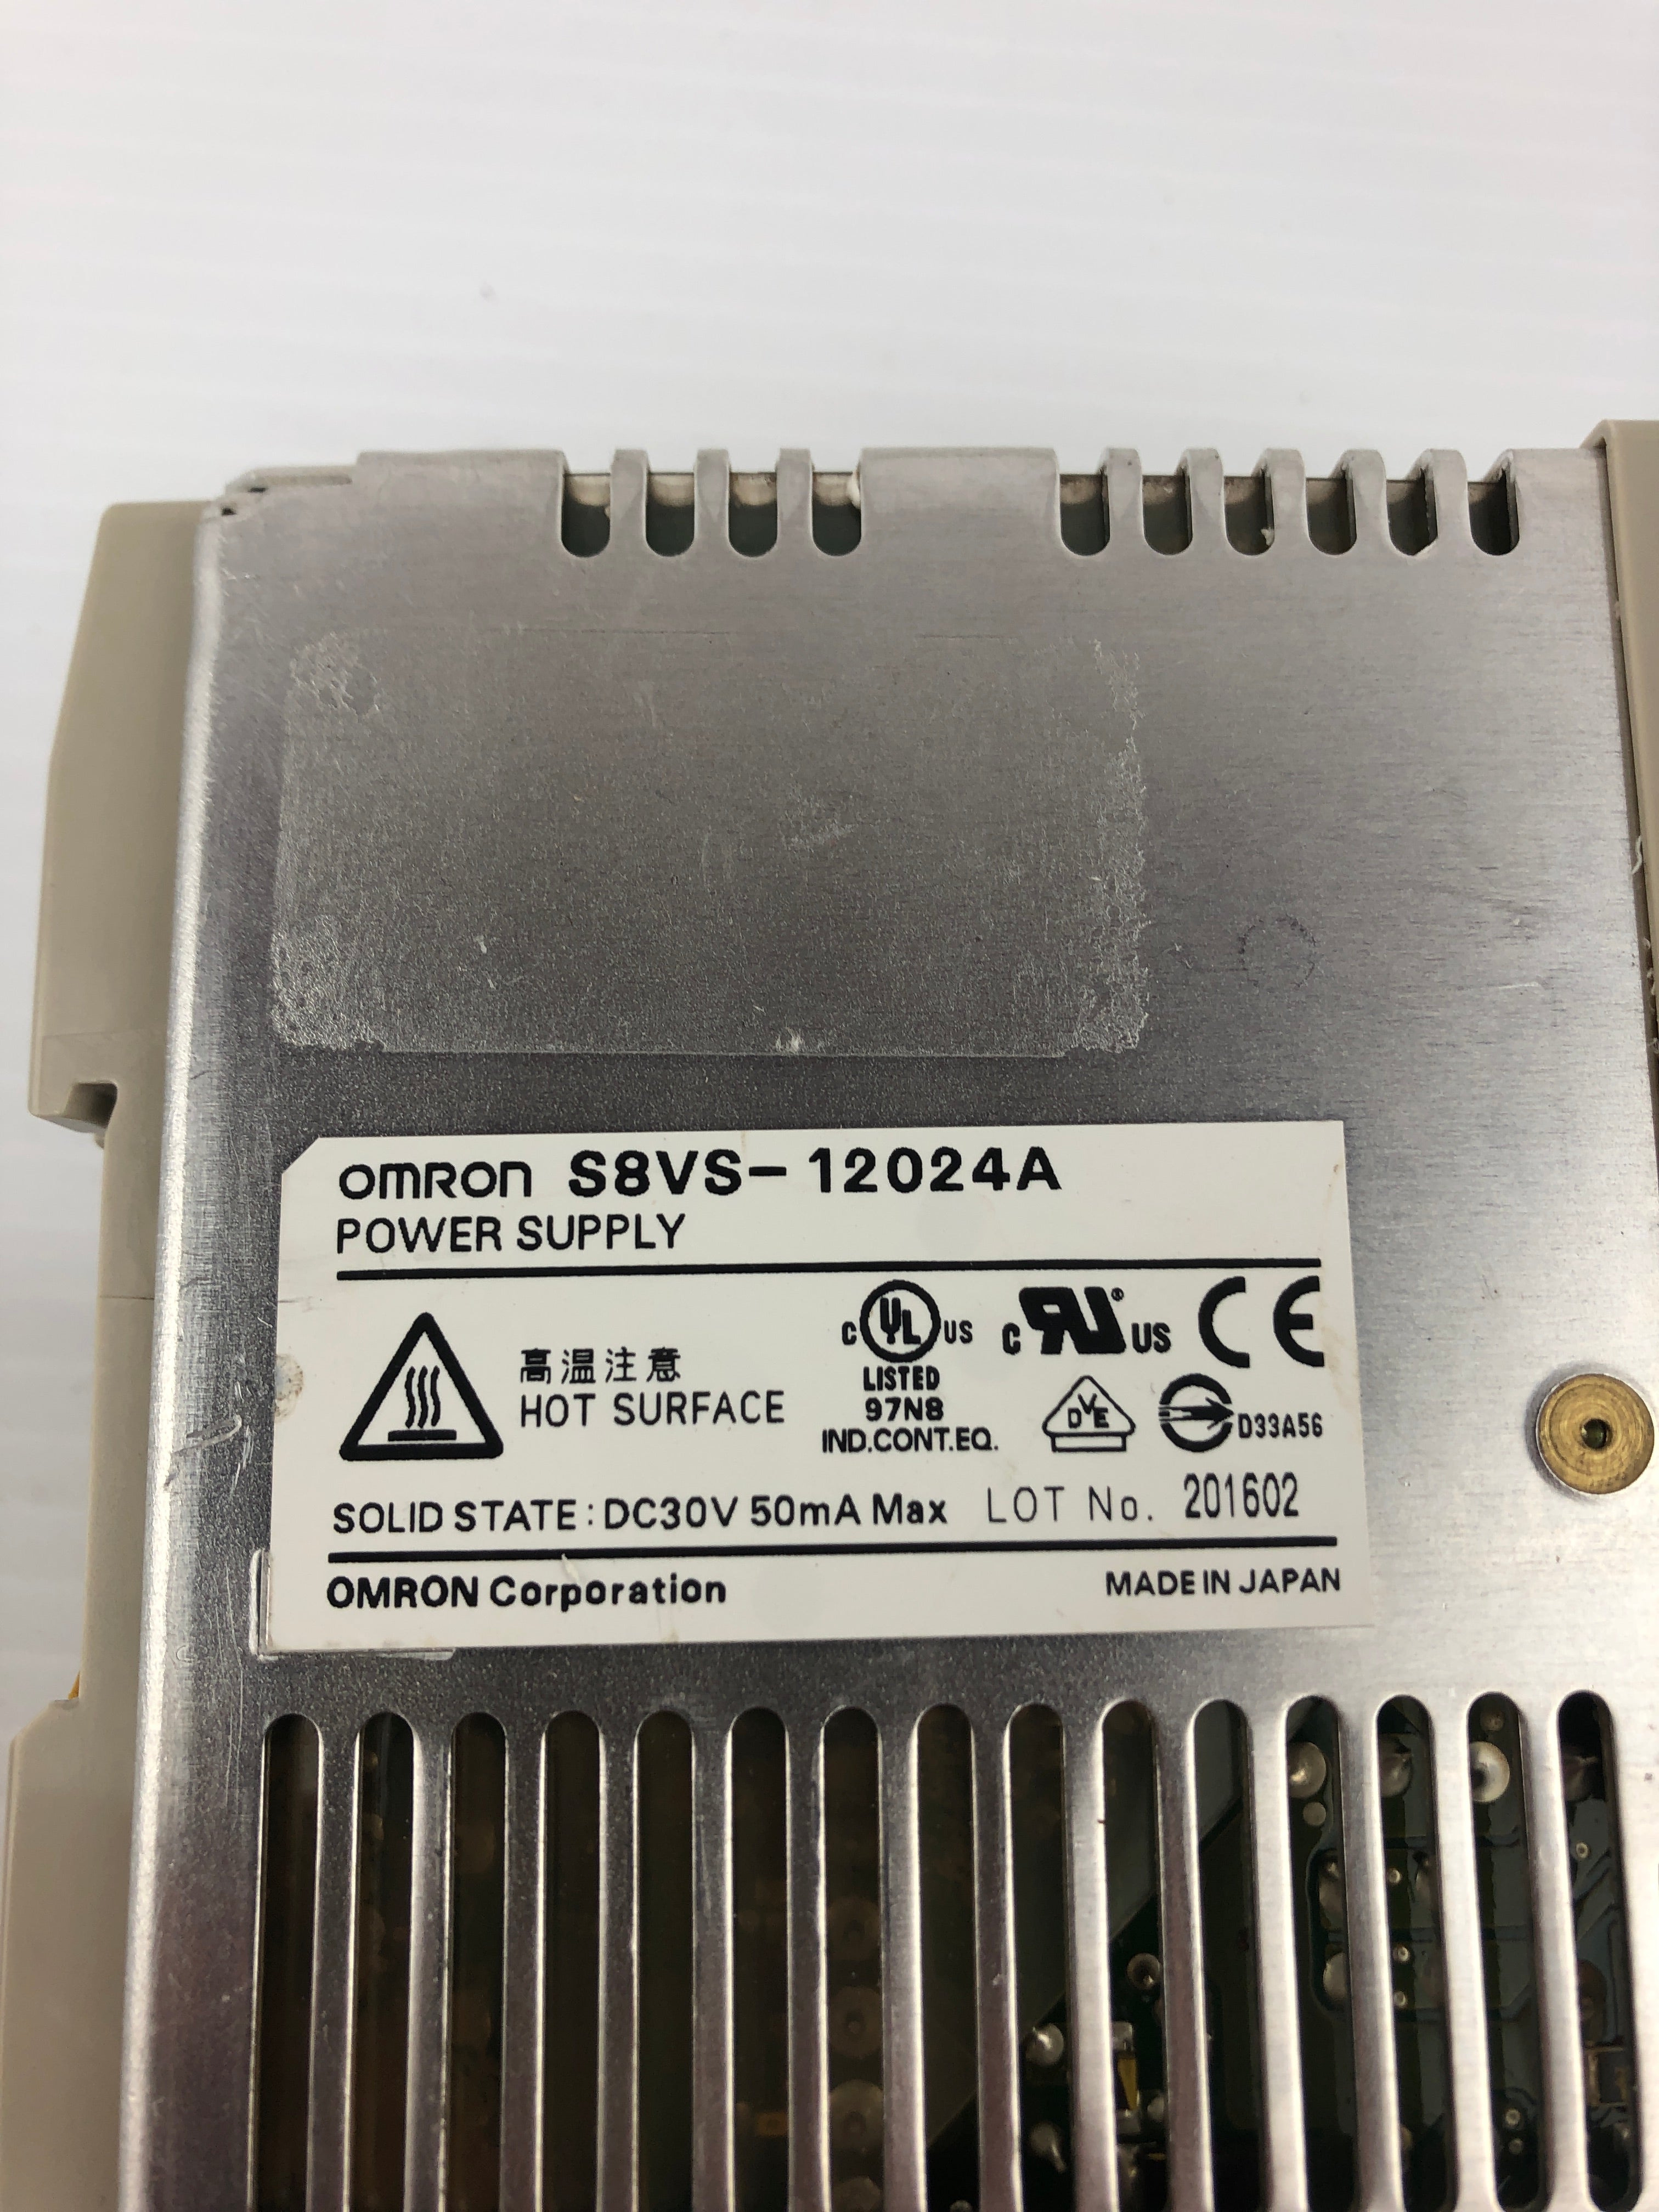 OMRON S8VS-12024A
POWER SUPPLY
高温注意
HOT SURFACE
C UL US
LISTED
97N8
IND.CONT.EQ.
C RU® US
CE
DVE
D33A56
SOLID STATE : DC30V 50mA Max LOT No. 201602
OMRON Corporation MADE IN JAPAN